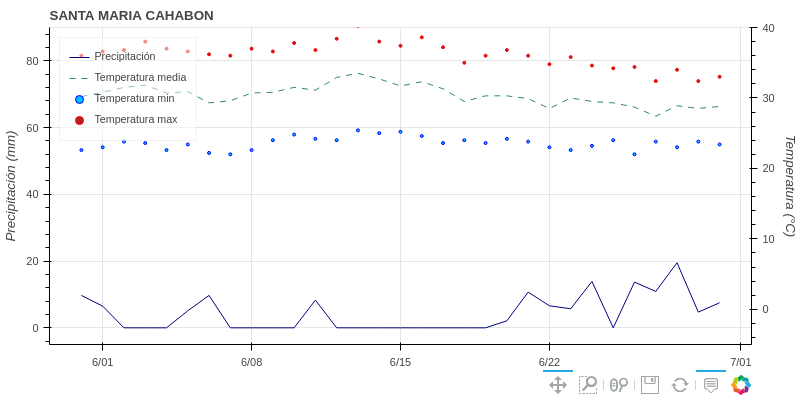 SANTA MARIA CAHABON
Precipitación
Temperatura media
Temperatura min
Temperatura max
Precipitación (mm)
80
60
40
20
0
Temperatura (°C)
40
30
20
10
0
6/01
6/08
6/15
6/22
7/01